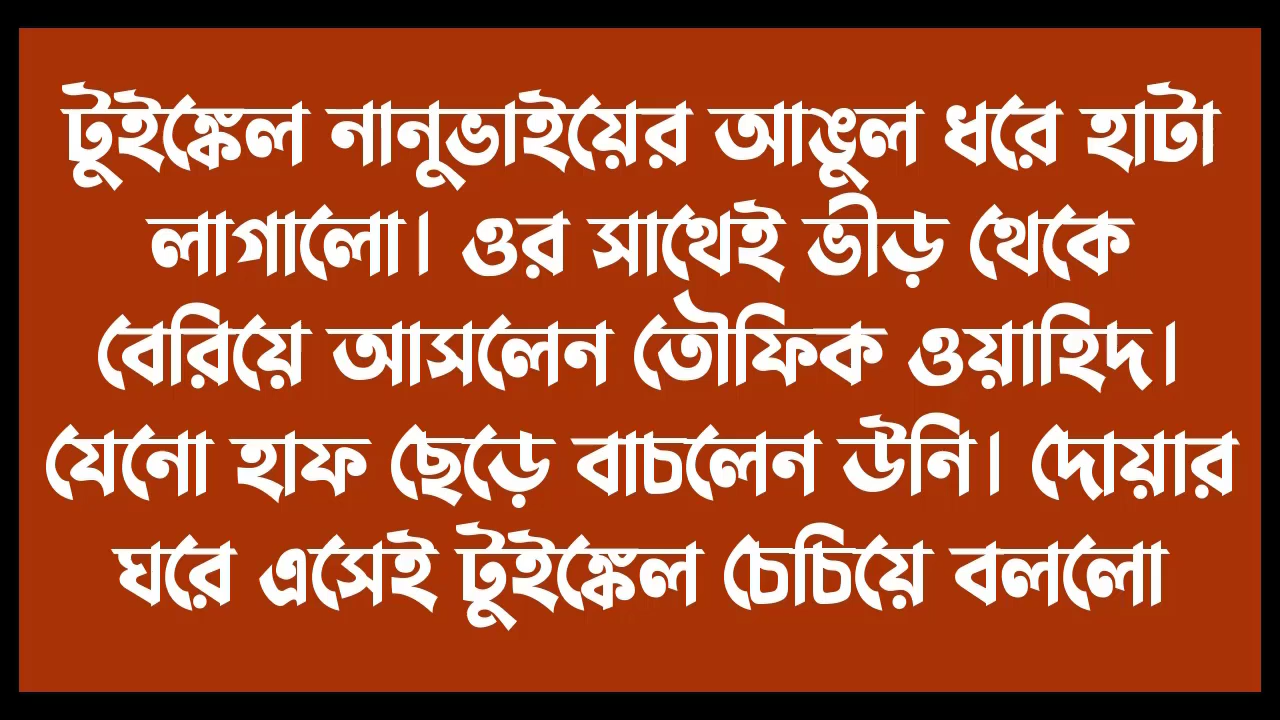 টুইঙ্কেল নানুভাইয়ের আঙুল ধরে হাটা
লাগালো। ওর সাথেই ভীড় থেকে
বেরিয়ে আসলেন তৌফিক ওয়াহিদ।
যেনো হাফ ছেড়ে বাচলেন উনি। দোয়ার
ঘরে এসেই টুইঙ্কেল চেচিয়ে বললো